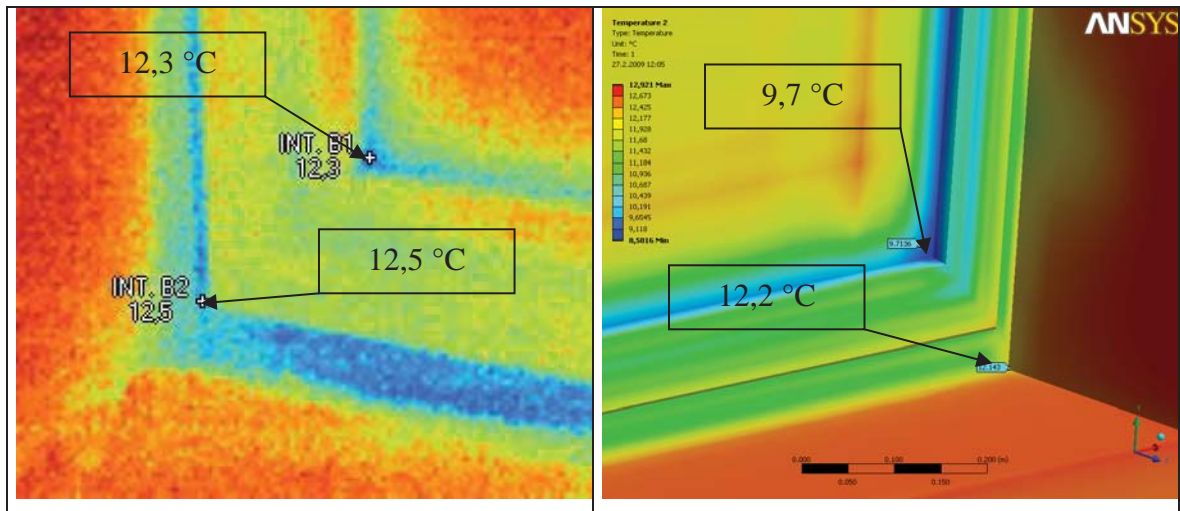 12,3 °C
INT. B1
12,3
12,5 °C
INT. B2
12,5
Temperature 2
Type: Temperature
Unit: °C
Time: 1
27.2.2009 12:05
12,921 Max
12,673
12,425
12,177
11,928
11,68
11,432
11,184
10,936
10,687
10,439
10,191
9,6545
9,118
8,5816 Min
ANSYS
9,7 °C
9.7136
12,2 °C
0.000
0.100
0.200 (m)
0.050
0.150